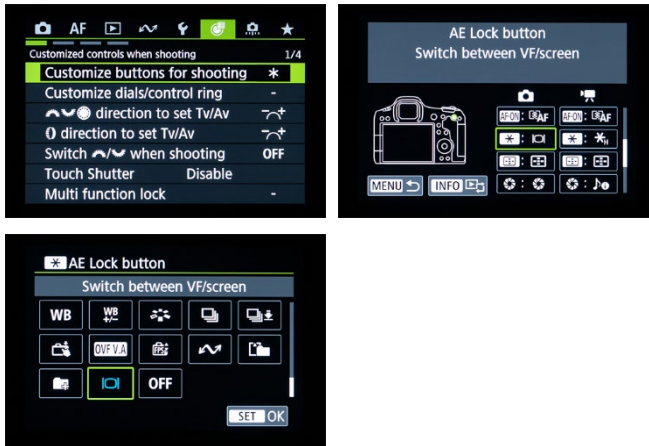 AF
Customized controls when shooting 1/4
Customize buttons for shooting
Customize dials/control ring -
direction to set Tv/Av +
direction to set Tv/Av +
Switch / when shooting OFF
Touch Shutter Disable
Multi function lock -
AE Lock button
Switch between VF/screen
AF-ON : AF AF-ON : AF
MENU INFO
AE Lock button
Switch between VF/screen
WB WB +/-
OVF V.A
OFF
SET OK